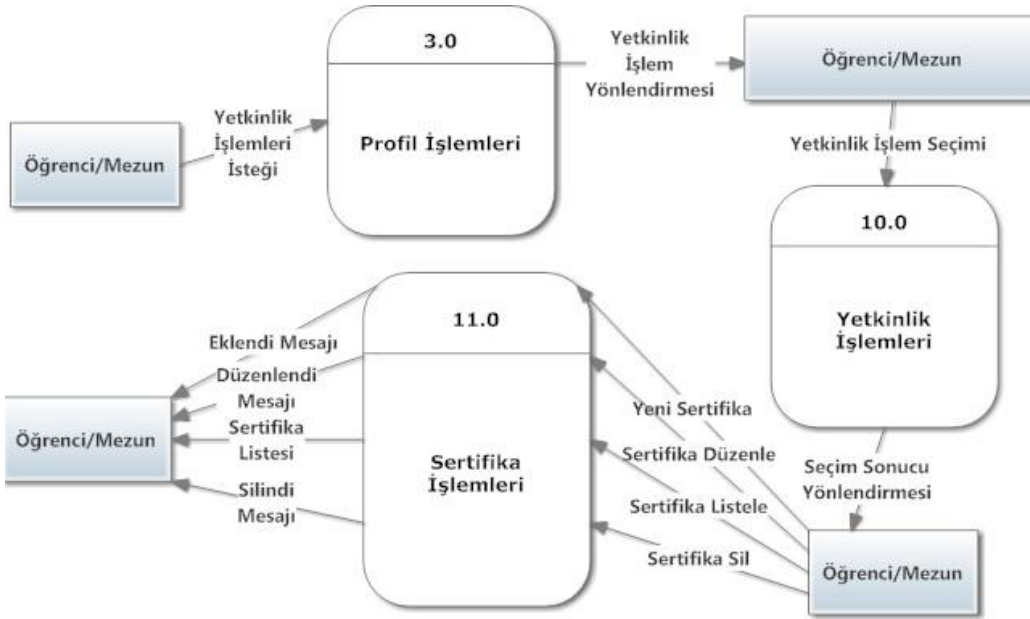 3.0
Profil İşlemleri
Yetkinlik
İşlem
Yönlendirmesi
Öğrenci/Mezun
Öğrenci/Mezun
Yetkinlik
İşlemleri
İsteği
Yetkinlik İşlem Seçimi
10.0
Yetkinlik
İşlemleri
11.0
Sertifika
İşlemleri
Eklendi Mesajı
Düzenlendi
Mesajı
Sertifika
Listesi
Silindi
Mesajı
Öğrenci/Mezun
Yeni Sertifika
Sertifika Düzenle
Sertifika Listele
Sertifika Sil
Seçim Sonucu
Yönlendirmesi
Öğrenci/Mezun